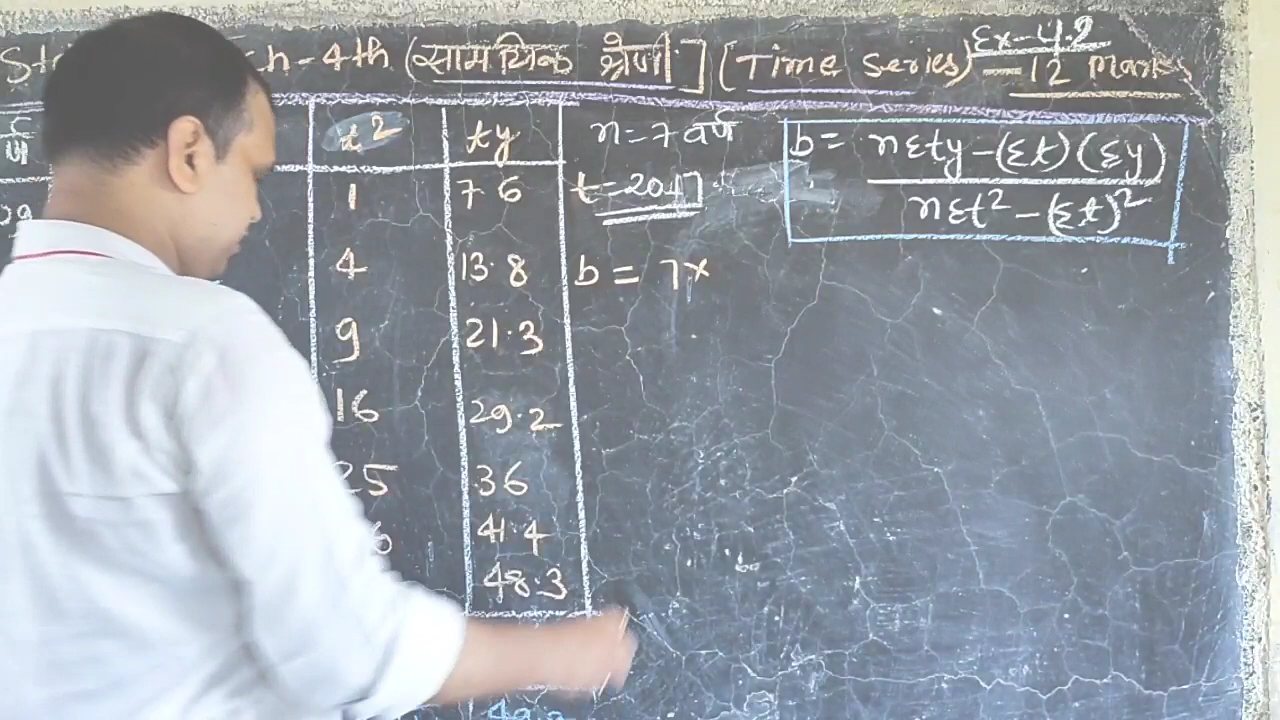 h-4th (सामयिक श्रेणी] (Time series) Ex-4.2
12 Marks
t² ty n=7 वर्ष b= nΣty-(Σt)(Σy)
nΣt²-(Σt)²
1 76 t=2017
4 13.8 b = 7×
9 21.3
16 29.2
25 36
6 41.4
48.3